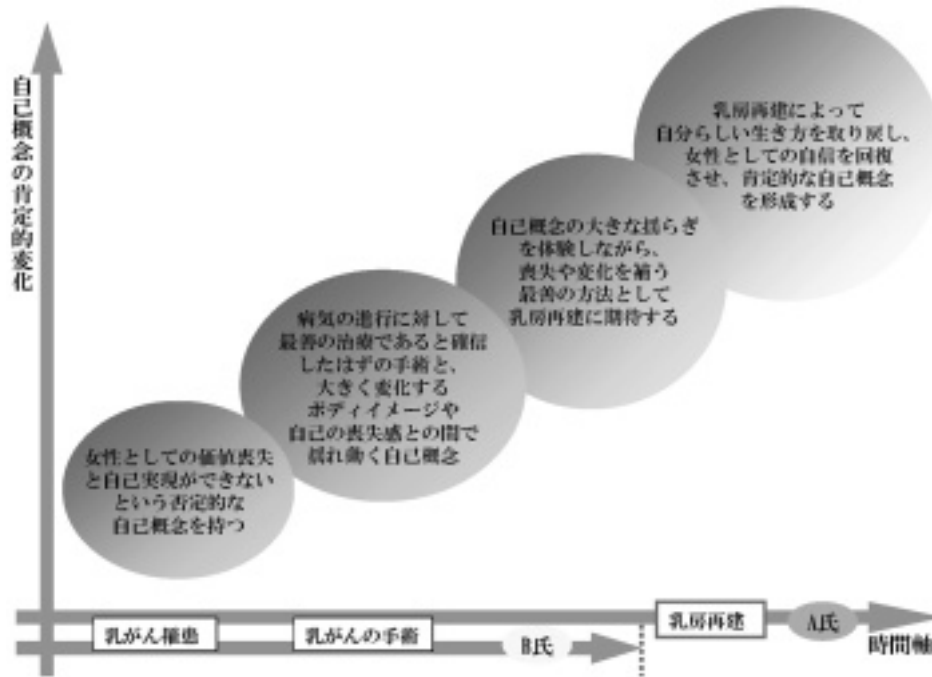 自己概念の肯定的変化
乳房再建によって
自分らしい生き方を取り戻し、
女性としての自信を回復
させ、肯定的な自己概念
を形成する
自己概念の大きな揺らぎ
を体験しながら、
喪失や変化を補う
最善の方法として
乳房再建に期待する
病気の進行に対して
最善の治療であると確信
したはずの手術と、
大きく変化する
ボディイメージや
自己の喪失感との間で
揺れ動く自己概念
女性としての価値喪失
と自己実現ができない
という否定的な
自己概念を持つ
乳がん罹患
乳がんの手術
B氏
乳房再建
A氏
時間軸